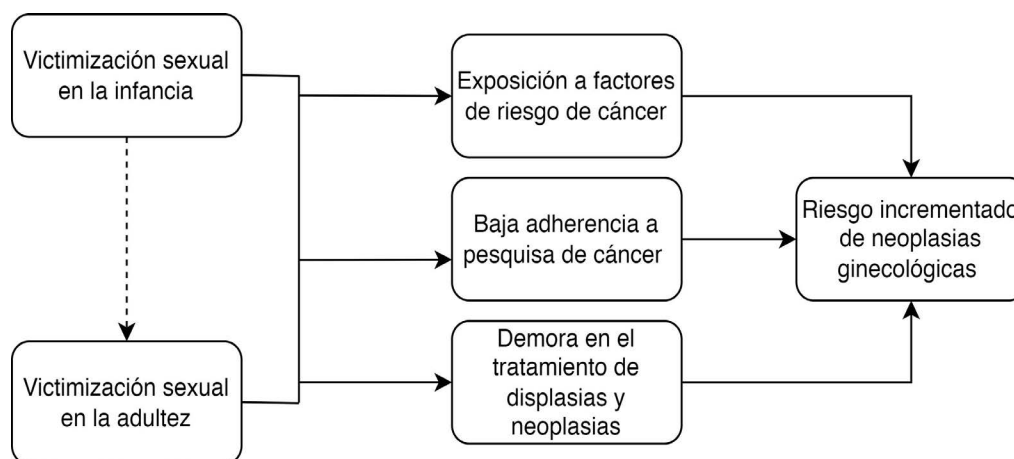 Victimización sexual
en la infancia
Exposición a factores
de riesgo de cáncer
Baja adherencia a
pesquisa de cáncer
Riesgo incrementado
de neoplasias
ginecológicas
Victimización sexual
en la adultez
Demora en el
tratamiento de
displasias y
neoplasias